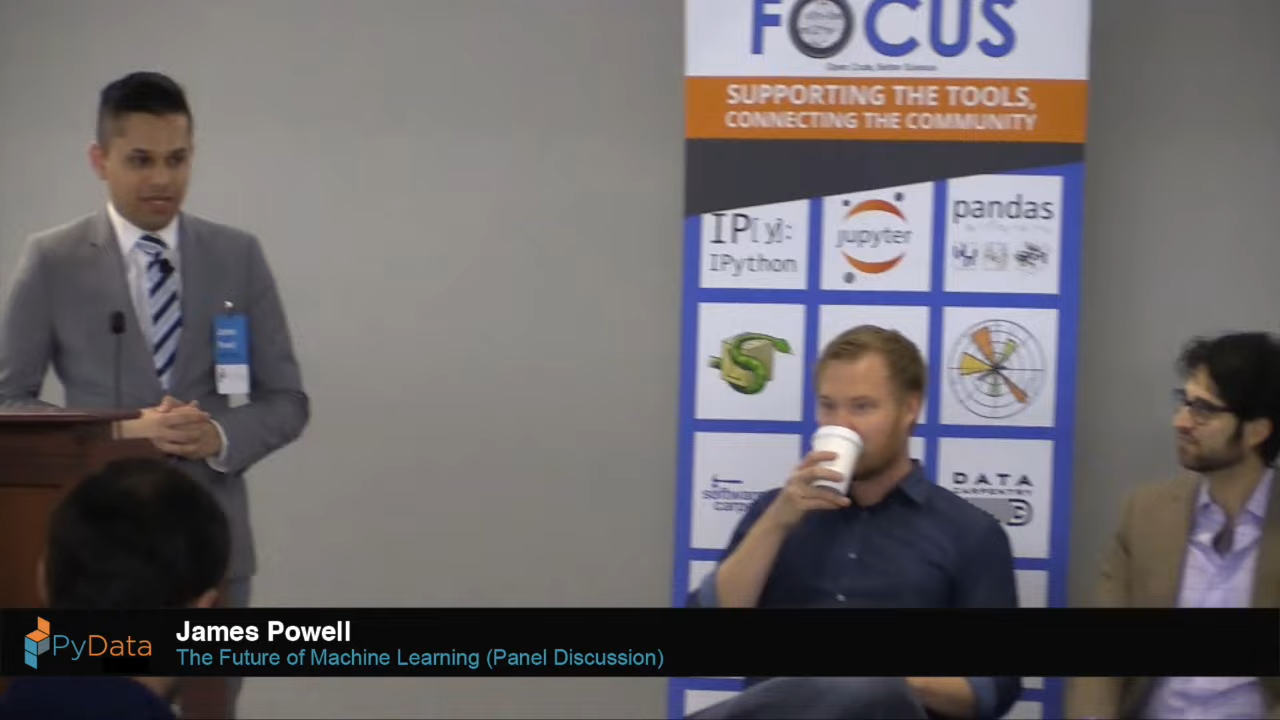 FOCUS
SUPPORTING THE TOOLS,
CONNECTING THE COMMUNITY
IP[y]:
IPython
jupyter
pandas
DATA
CARPENTRY
PyData
James Powell
The Future of Machine Learning (Panel Discussion)